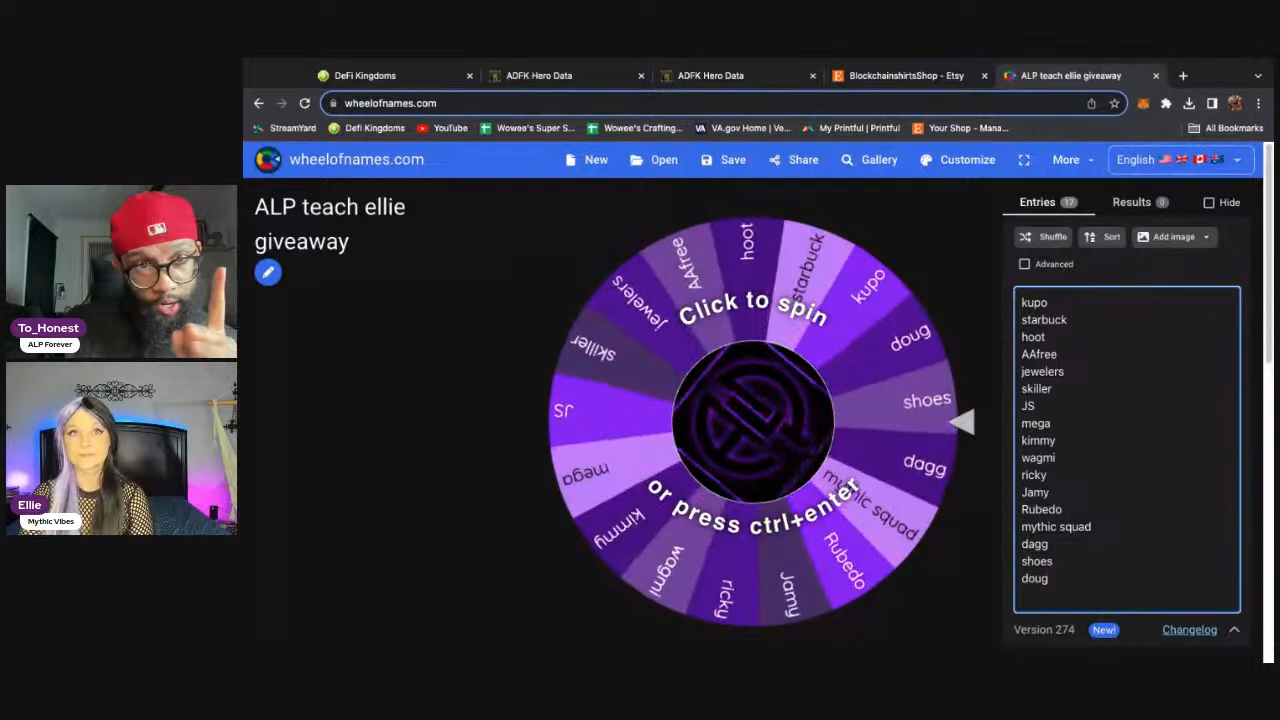 DeFi Kingdoms
ADFK Hero Data
ADFK Hero Data
BlockchainshirtsShop - Etsy
ALP teach ellie giveaway
wheelofnames.com
StreamYard
Defi Kingdoms
YouTube
Wowee's Super S...
Wowee's Crafting...
VA.gov Home | Ve...
My Printful | Printful
Your Shop - Mana...
All Bookmarks
wheelofnames.com
New
Open
Save
Share
Gallery
Customize
More
English
ALP teach ellie
giveaway
Entries 17
Results 0
Hide
Shuffle
Sort
Add image
Advanced
kupo
starbuck
hoot
AAfree
jewelers
skiller
JS
mega
kimmy
wagmi
ricky
Jamy
Rubedo
mythic squad
dagg
shoes
doug
Version 274
New!
Changelog
Click to spin
or press ctrl+enter
hoot
starbuck
kupo
doug
shoes
dagg
mythic squad
Rubedo
Jamy
ricky
wagmi
kimmy
mega
JS
skiller
jewelers
AAfree
To_Honest
ALP Forever
Ellie
Mythic Vibes